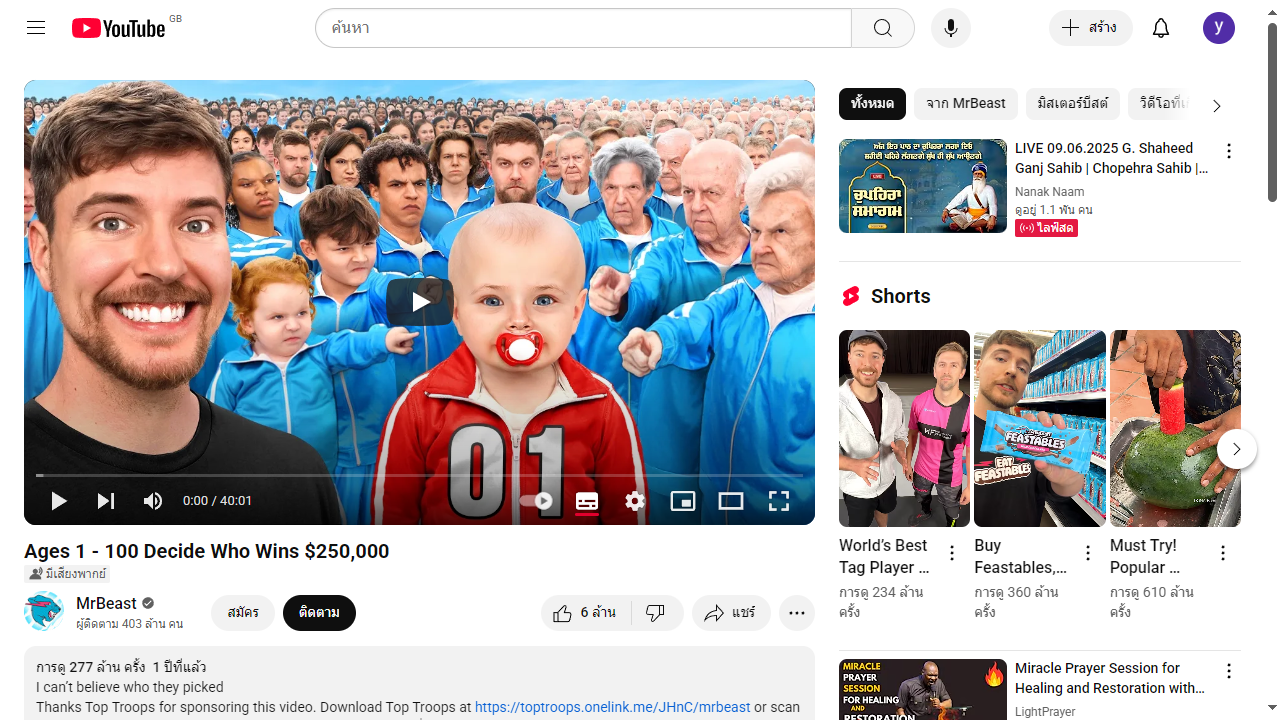 YouTube GB
ค้นหา
สร้าง
y
01
0:00 / 40:01
Ages 1 - 100 Decide Who Wins $250,000
มีเสียงพากย์
MrBeast
ผู้ติดตาม 403 ล้าน คน
สมัคร
ติดตาม
6 ล้าน
แชร์
การดู 277 ล้าน ครั้ง 1 ปีที่แล้ว
I can't believe who they picked
Thanks Top Troops for sponsoring this video. Download Top Troops at https://toptroops.onelink.me/JHnC/mrbeast or scan
ทั้งหมด
จาก MrBeast
มิสเตอร์บีสต์
LIVE
ਚੁਪਹਿਰਾ
ਸਮਾਗਮ
LIVE 09.06.2025 G. Shaheed
Ganj Sahib | Chopehra Sahib |...
Nanak Naam
ดูอยู่ 1.1 พัน คน
ไลฟ์สด
Shorts
FEASTABLES
EAT
FEASTABLES
World's Best
Tag Player ...
การดู 234 ล้าน
ครั้ง
Buy
Feastables,...
การดู 360 ล้าน
ครั้ง
Must Try!
Popular ...
การดู 610 ล้าน
ครั้ง
MIRACLE
PRAYER
SESSION
FOR HEALING
AND
RESTORATION
Miracle Prayer Session for
Healing and Restoration with...
LightPrayer